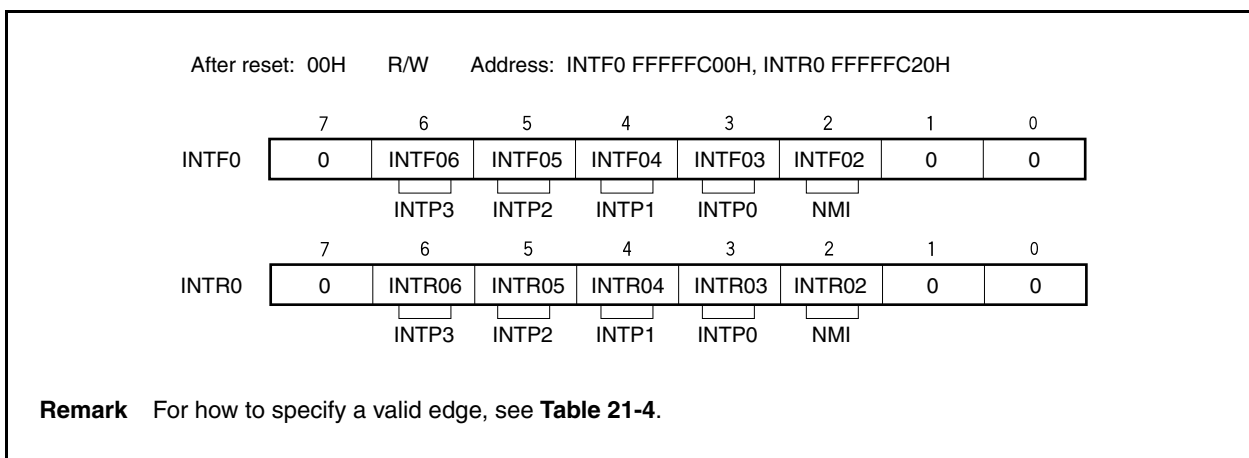 After reset: 00H R/W Address: INTF0 FFFFFC00H, INTR0 FFFFFC20H
7 6 5 4 3 2 1 0
INTF0 0 INTF06 INTF05 INTF04 INTF03 INTF02 0 0
INTP3 INTP2 INTP1 INTP0 NMI
7 6 5 4 3 2 1 0
INTR0 0 INTR06 INTR05 INTR04 INTR03 INTR02 0 0
INTP3 INTP2 INTP1 INTP0 NMI
Remark For how to specify a valid edge, see Table 21-4.